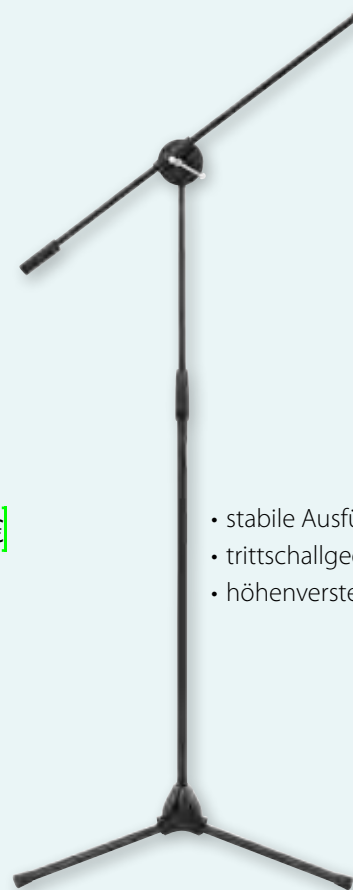 €
• stabile Ausfü
• trittschallged
• höhenverste